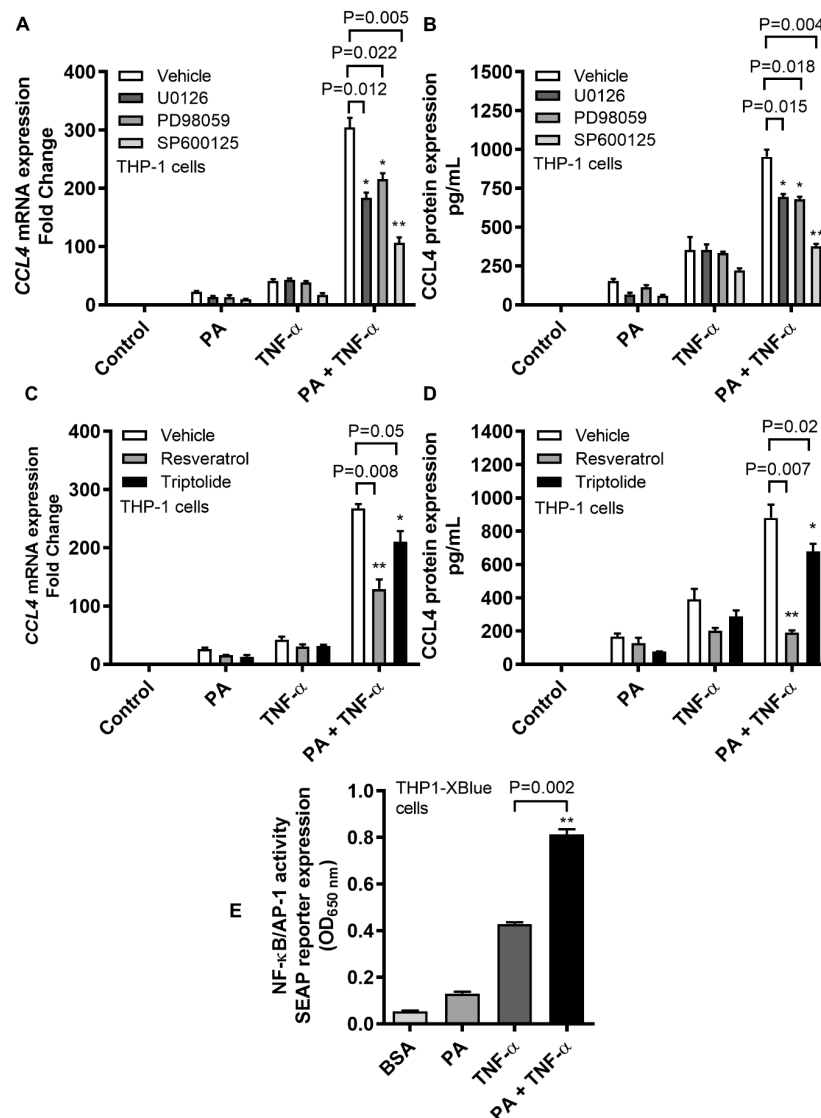 A
P=0.005
P=0.022
P=0.012
CCL4 mRNA expression
Fold Change
400
300
200
100
0
Vehicle
U0126
PD98059
SP600125
THP-1 cells
*
*
**
Control
PA
TNF-α
PA + TNF-α
B
P=0.004
P=0.018
P=0.015
CCL4 protein expression
pg/mL
1500
1250
1000
750
500
250
0
Vehicle
U0126
PD98059
SP600125
THP-1 cells
*
*
**
Control
PA
TNF-α
PA + TNF-α
C
CCL4 mRNA expression
Fold Change
400
300
200
100
0
Vehicle
Resveratrol
Triptolide
THP-1 cells
P=0.05
P=0.008
**
*
Control
PA
TNF-α
PA + TNF-α
D
CCL4 protein expression
pg/mL
1400
1200
1000
800
600
400
200
0
Vehicle
Resveratrol
Triptolide
THP-1 cells
P=0.02
P=0.007
**
*
Control
PA
TNF-α
PA + TNF-α
E
NF-κB/AP-1 activity
SEAP reporter expression
(OD650 nm)
1.0
0.8
0.6
0.4
0.2
0.0
THP1-XBlue
cells
P=0.002
**
BSA
PA
TNF-α
PA + TNF-α